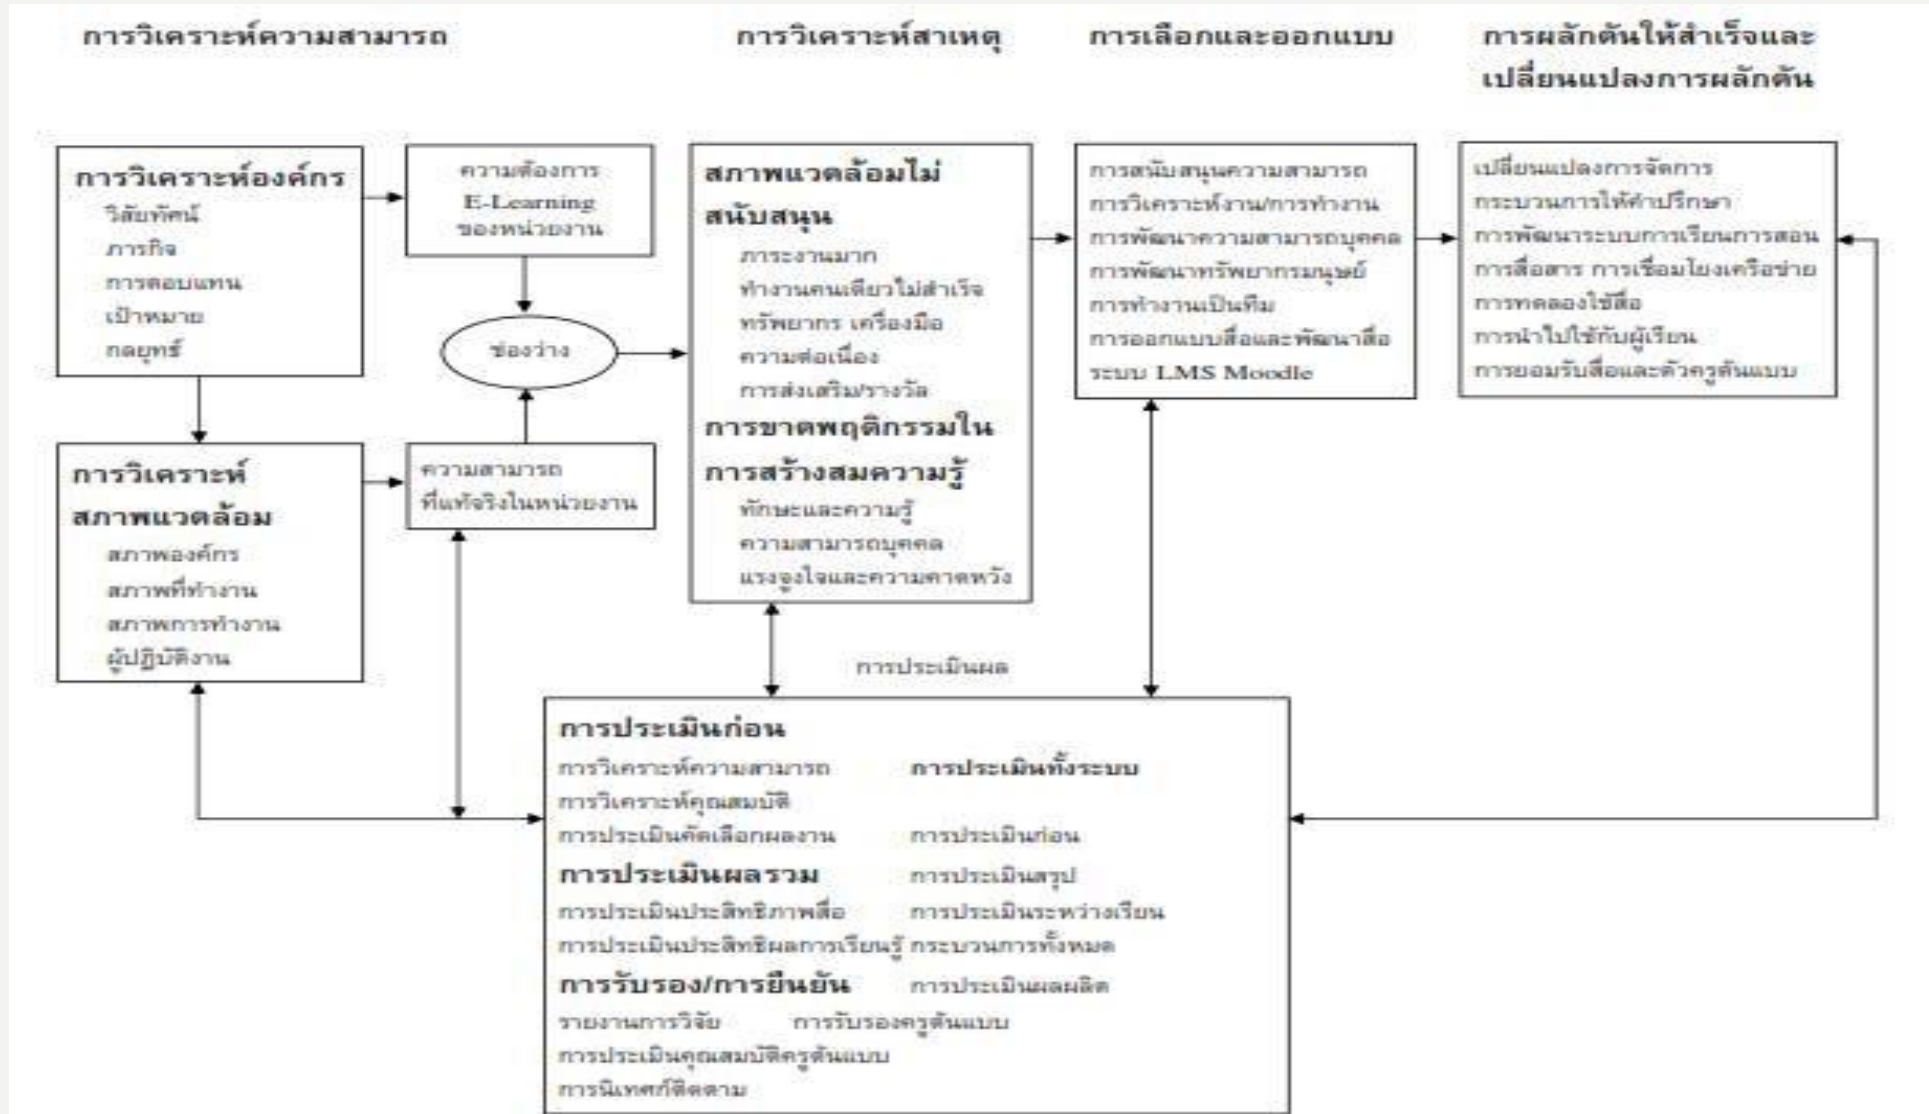 การวิเคราะห์ความสามารถ
การวิเคราะห์สาเหตุ
การเลือกและออกแบบ
การผลักดันให้สำเร็จและ
เปลี่ยนแปลงการผลักดัน
การวิเคราะห์องค์กร
วิสัยทัศน์
ภารกิจ
การตอบแทน
เป้าหมาย
กลยุทธ์
ความต้องการ
E-Learning
ของหน่วยงาน
ช่องว่าง
การวิเคราะห์
สภาพแวดล้อม
สภาพองค์กร
สภาพที่ทำงาน
สภาพการทำงาน
ผู้ปฏิบัติงาน
ความสามารถ
ที่แท้จริงในหน่วยงาน
สภาพแวดล้อมไม่
สนับสนุน
ภาระงานมาก
ทำงานคนเดียวไม่สำเร็จ
ทรัพยากร เครื่องมือ
ความต่อเนื่อง
การส่งเสริม/รางวัล
การขาดพฤติกรรมใน
การสร้างสมความรู้
ทักษะและความรู้
ความสามารถบุคคล
แรงจูงใจและความคาดหวัง
การสนับสนุนความสามารถ
การวิเคราะห์งาน/การทำงาน
การพัฒนาความสามารถบุคคล
การพัฒนาทรัพยากรมนุษย์
การทำงานเป็นทีม
การออกแบบสื่อและพัฒนาสื่อ
ระบบ LMS Moodle
เปลี่ยนแปลงการจัดการ
กระบวนการให้คำปรึกษา
การพัฒนาระบบการเรียนการสอน
การสื่อสาร การเชื่อมโยงเครือข่าย
การทดลองใช้สื่อ
การนำไปใช้กับผู้เรียน
การยอมรับสื่อและตัวครูต้นแบบ
การประเมินผล
การประเมินก่อน
การวิเคราะห์ความสามารถ การประเมินทั้งระบบ
การวิเคราะห์คุณสมบัติ
การประเมินคัดเลือกผลงาน การประเมินก่อน
การประเมินผลรวม การประเมินสรุป
การประเมินประสิทธิภาพสื่อ การประเมินระหว่างเรียน
การประเมินประสิทธิผลการเรียนรู้ กระบวนการทั้งหมด
การรับรอง/การยืนยัน การประเมินผลผลิต
รายงานการวิจัย การรับรองครูต้นแบบ
การประเมินคุณสมบัติครูต้นแบบ
การนิเทศก์ติดตาม